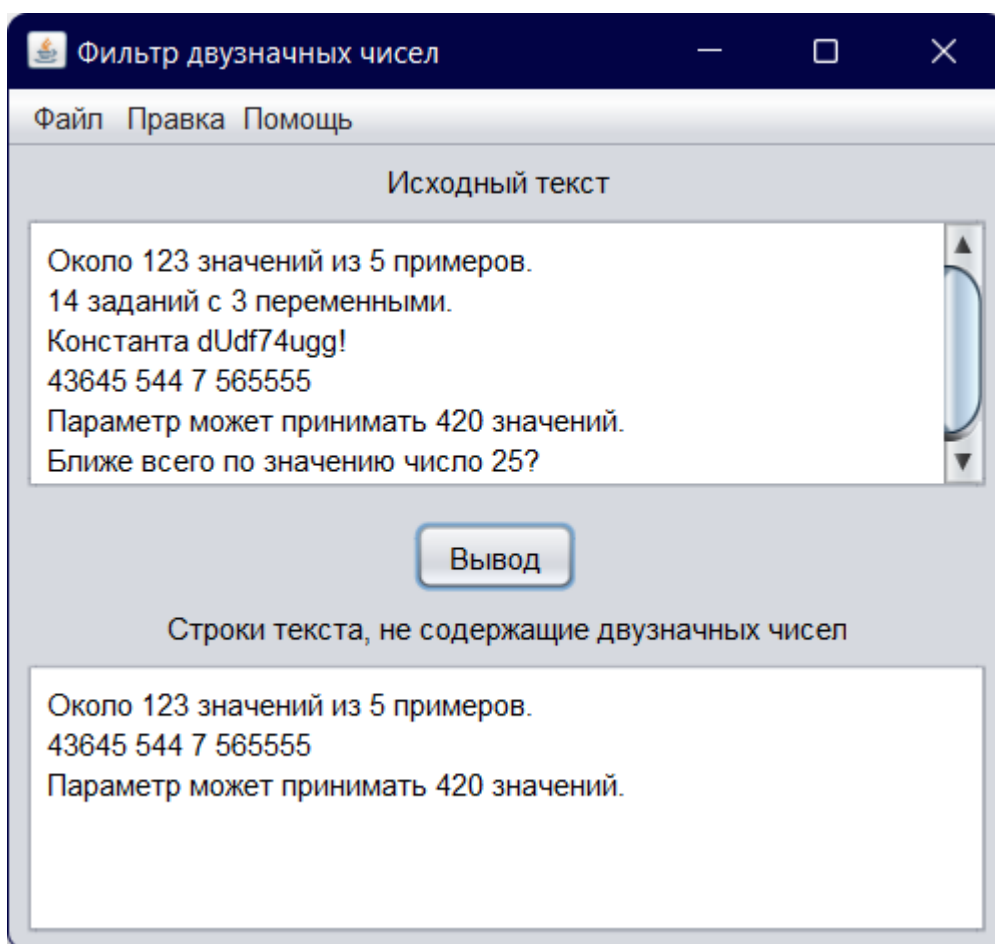 Фильтр двузначных чисел
Файл Правка Помощь
Исходный текст
Около 123 значений из 5 примеров.
14 заданий с 3 переменными.
Константа dUdf74ugg!
43645 544 7 565555
Параметр может принимать 420 значений.
Ближе всего по значению число 25?
Вывод
Строки текста, не содержащие двузначных чисел
Около 123 значений из 5 примеров.
43645 544 7 565555
Параметр может принимать 420 значений.